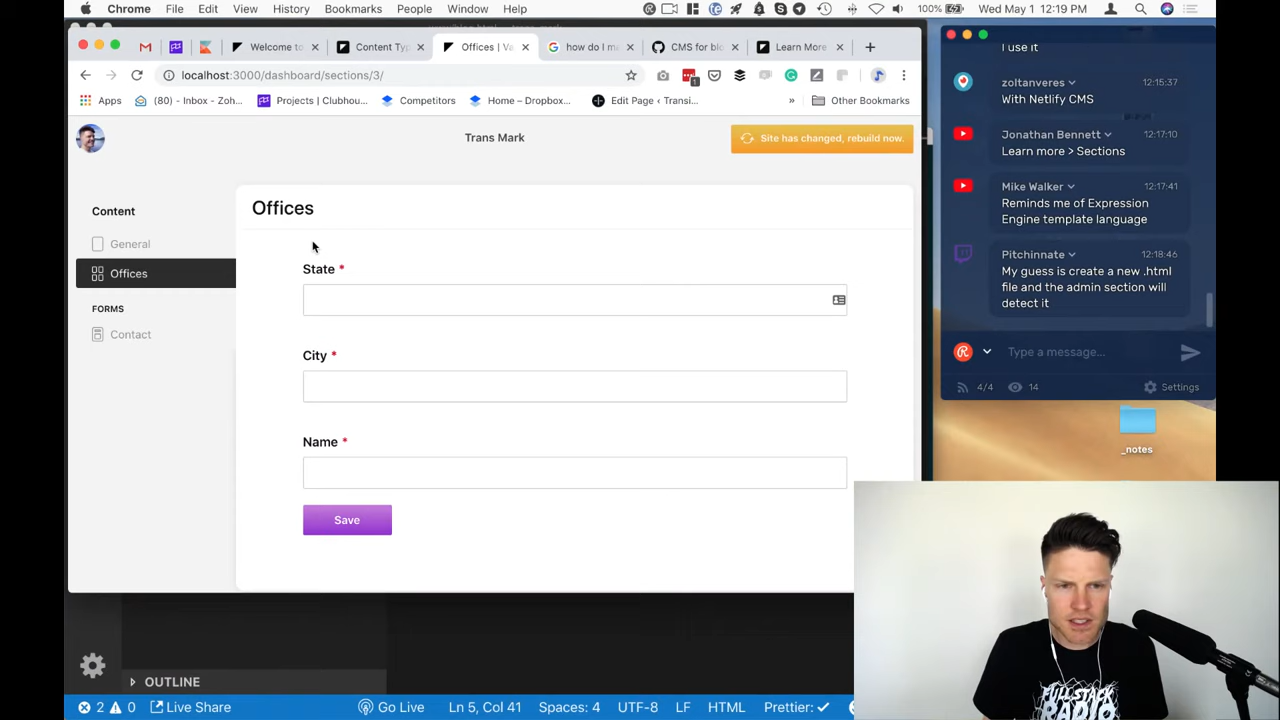 Chrome File Edit View History Bookmarks People Window Help
100% Wed May 1 12:19 PM
Welcome to
Content Typ
Offices | Va
how do I m
CMS for blo
Learn More
localhost:3000/dashboard/sections/3/
1
Apps
(80) - Inbox - Zoh...
Projects | Clubhou...
Competitors
Home – Dropbox...
Edit Page ‹ Transi...
»
Other Bookmarks
Trans Mark
Site has changed, rebuild now.
Content
General
Offices
FORMS
Contact
Offices
State *
City *
Name *
Save
I use it
zoltanveres 12:15:37
With Netlify CMS
Jonathan Bennett 12:17:10
Learn more > Sections
Mike Walker 12:17:41
Reminds me of Expression
Engine template language
Pitchinnate 12:18:46
My guess is create a new .html
file and the admin section will
detect it
Type a message...
4/4 14 Settings
_notes
FULLSTACK
RADIO
OUTLINE
2 0 Live Share Go Live Ln 5, Col 41 Spaces: 4 UTF-8 LF HTML Prettier: ✓